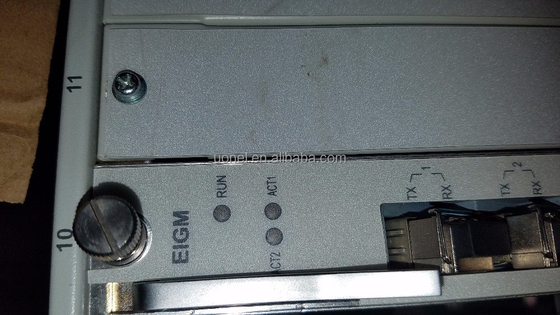 11
uonel.en.alibaba.com
10
EIGM
RUN
ACT1
ACT2
TX 1 RX
TX 2 RX